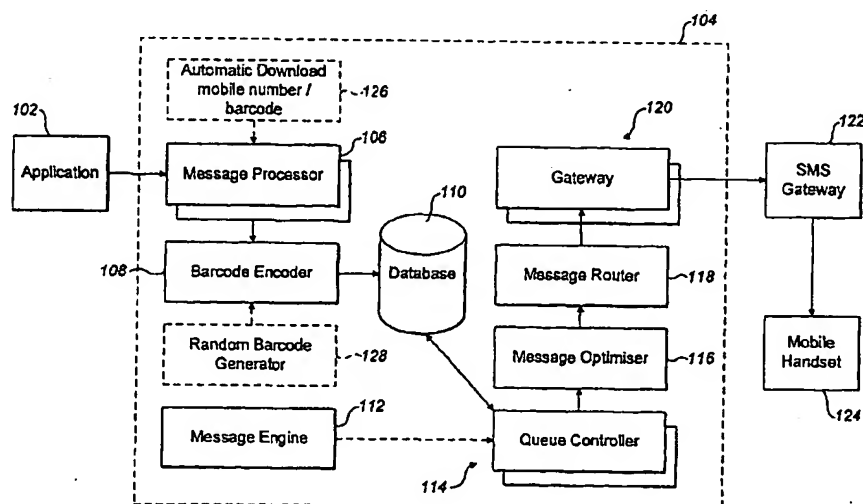 104
Automatic Download
mobile number /
barcode
126
102
106
120
122
Application
Message Processor
Gateway
SMS
Gateway
110
108
Barcode Encoder
Database
Message Router
118
Random Barcode
Generator
128
Message Optimiser
116
Mobile
Handset
124
112
Message Engine
Queue Controller
114